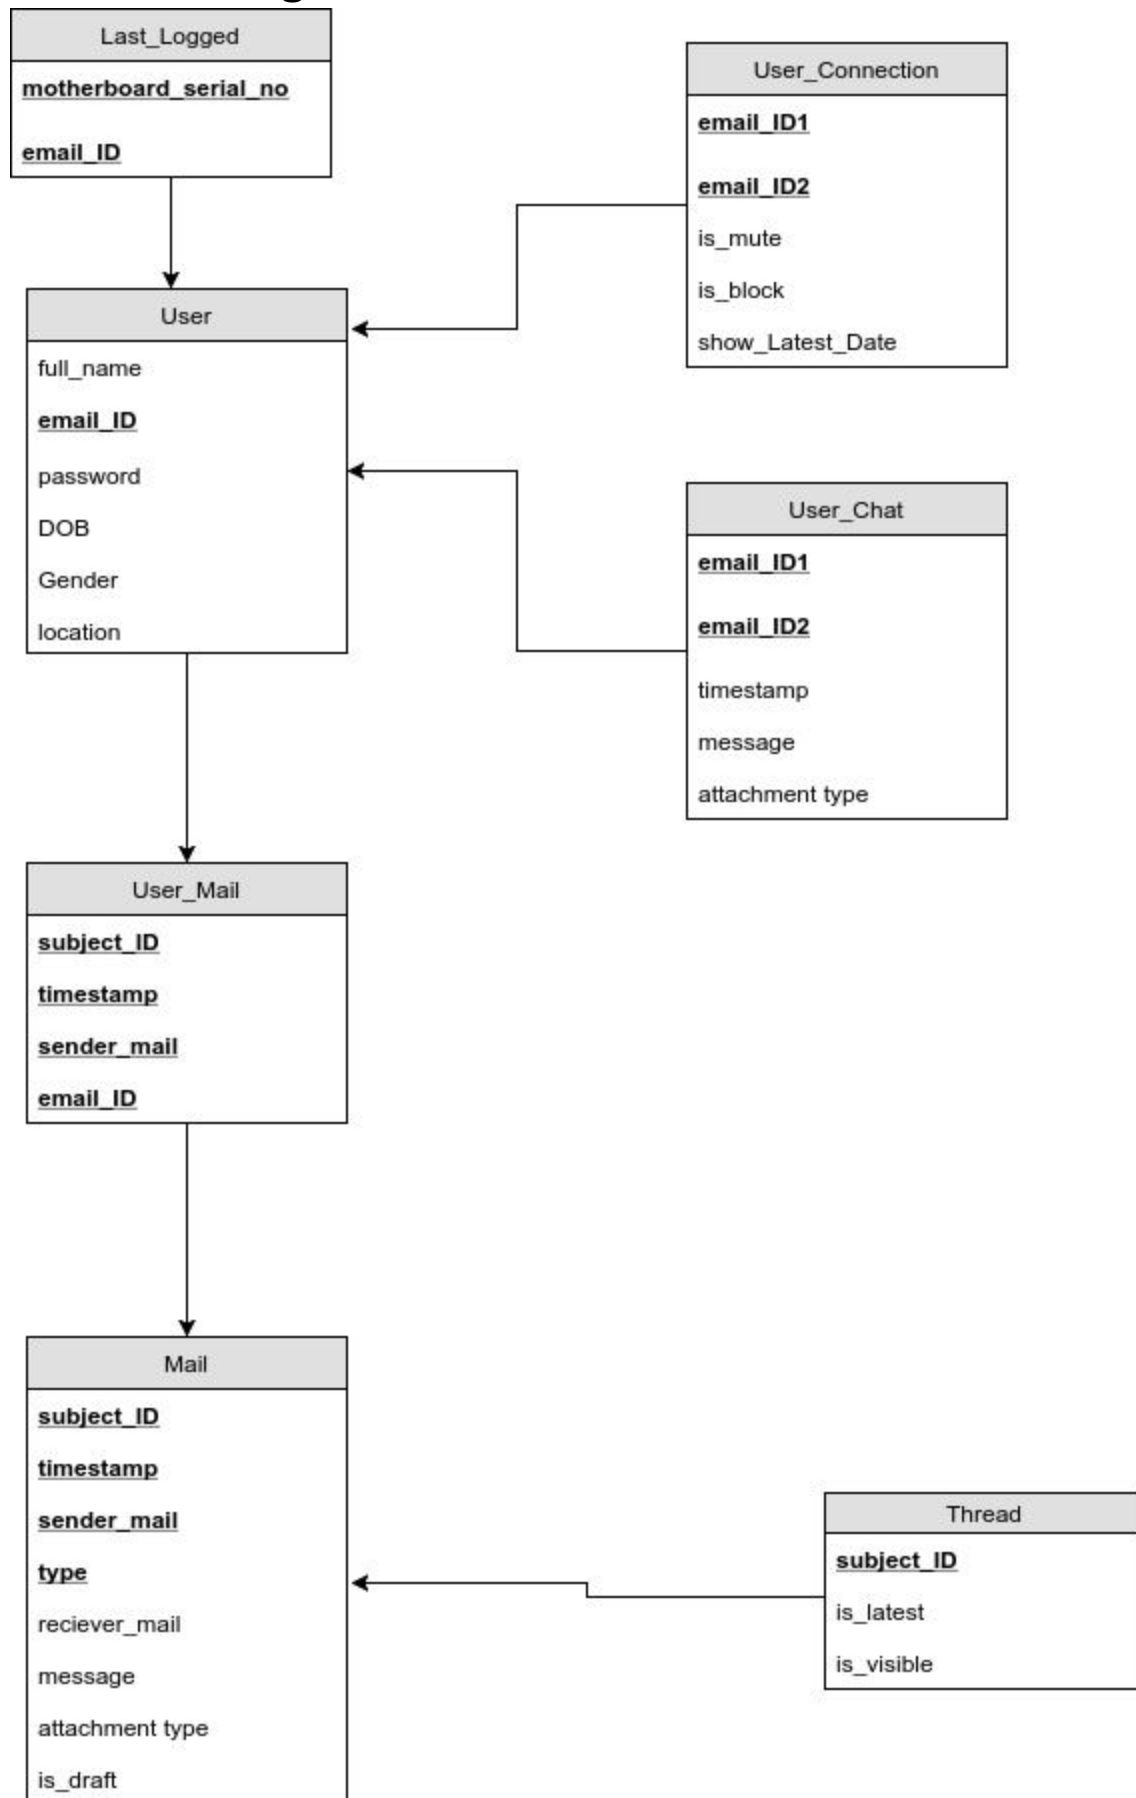 Last_Logged
motherboard_serial_no
email_ID
User_Connection
email_ID1
email_ID2
is_mute
is_block
show_Latest_Date
User
full_name
email_ID
password
DOB
Gender
location
User_Chat
email_ID1
email_ID2
timestamp
message
attachment type
User_Mail
subject_ID
timestamp
sender_mail
email_ID
Mail
subject_ID
timestamp
sender_mail
type
reciever_mail
message
attachment type
is_draft
Thread
subject_ID
is_latest
is_visible